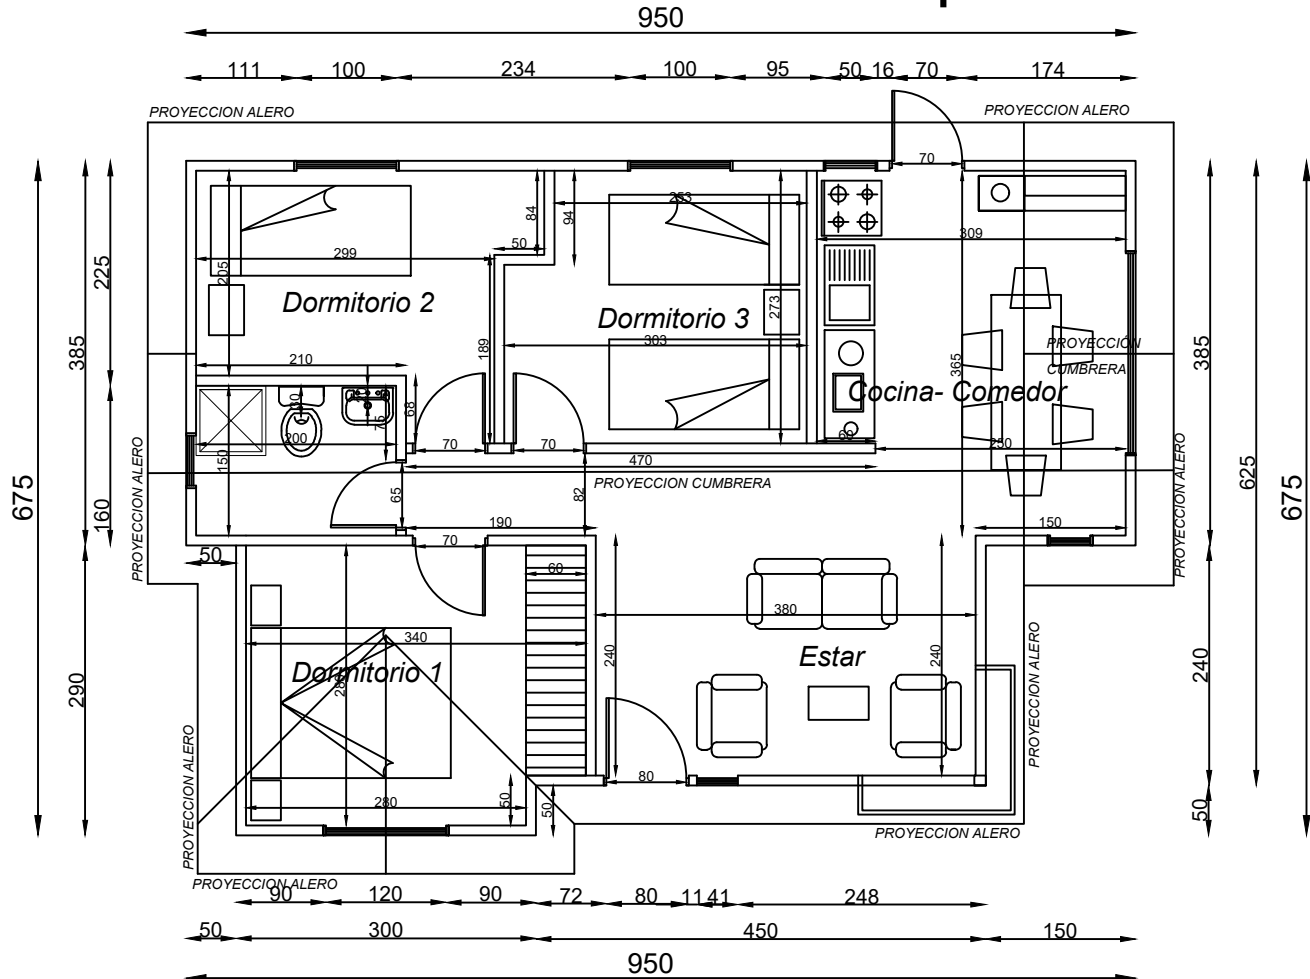 950
111 100 234 100 95 50 16 70 174
PROYECCION ALERO
PROYECCION ALERO
70
253
84
94
50
309
299
205
225
Dormitorio 2
Dormitorio 3
273
385
385
303
189
365
PROYECCIÓN
CUMBRERA
210
Cocina- Comedor
68
75
200
70
70
60
250
150
470
PROYECCION CUMBRERA
PROYECCION ALERO
PROYECCION ALERO
675
625
675
160
65
82
190
150
70
50
60
380
340
240
240
Estar
Dormitorio 1
280
290
240
PROYECCION ALERO
PROYECCION ALERO
80
280
50
50
50
PROYECCION ALERO
PROYECCION ALERO
90 120 90 72 80 11 41 248
50 300 450 150
950